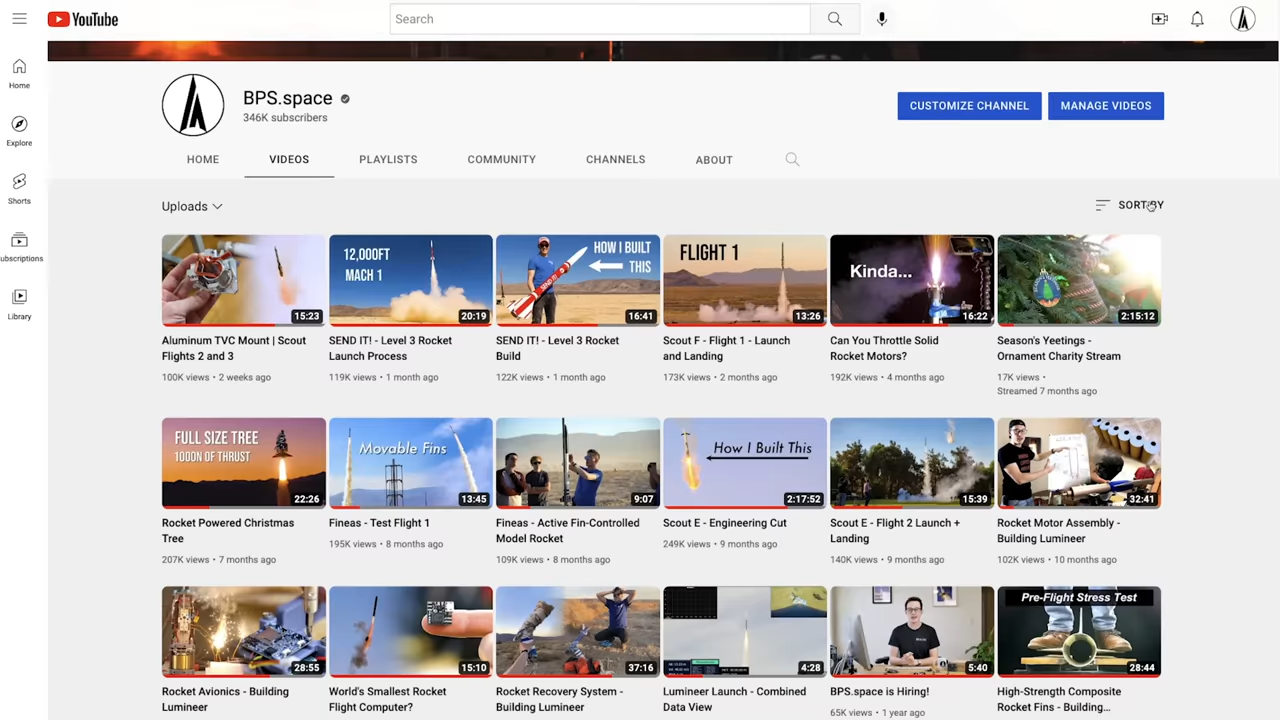 YouTube
Search
Home
Explore
Shorts
ubscriptions
Library
BPS.space
346K subscribers
CUSTOMIZE CHANNEL
MANAGE VIDEOS
HOME
VIDEOS
PLAYLISTS
COMMUNITY
CHANNELS
ABOUT
Uploads
SORT BY
15:23
Aluminum TVC Mount | Scout
Flights 2 and 3
100K views • 2 weeks ago
12,000FT
MACH 1
20:19
SEND IT! - Level 3 Rocket
Launch Process
119K views • 1 month ago
HOW I BUILT
THIS
SEND IT!
16:41
SEND IT! - Level 3 Rocket
Build
122K views • 1 month ago
FLIGHT 1
13:26
Scout F - Flight 1 - Launch
and Landing
173K views • 2 months ago
Kinda...
16:22
Can You Throttle Solid
Rocket Motors?
192K views • 4 months ago
2:15:12
Season's Yeetings -
Ornament Charity Stream
17K views •
Streamed 7 months ago
FULL SIZE TREE
1000N OF THRUST
22:26
Rocket Powered Christmas
Tree
207K views • 7 months ago
Movable Fins
13:45
Fineas - Test Flight 1
195K views • 8 months ago
9:07
Fineas - Active Fin-Controlled
Model Rocket
109K views • 8 months ago
How I Built This
2:17:52
Scout E - Engineering Cut
249K views • 9 months ago
15:39
Scout E - Flight 2 Launch +
Landing
140K views • 9 months ago
32:41
Rocket Motor Assembly -
Building Lumineer
102K views • 10 months ago
28:55
Rocket Avionics - Building
Lumineer
15:10
World's Smallest Rocket
Flight Computer?
37:16
Rocket Recovery System -
Building Lumineer
4:28
Lumineer Launch - Combined
Data View
5:40
BPS.space is Hiring!
65K views • 1 year ago
Pre-Flight Stress Test
28:44
High-Strength Composite
Rocket Fins - Building...